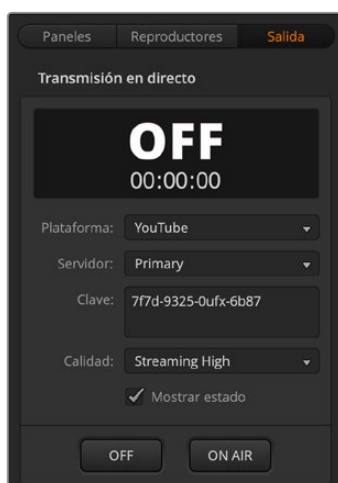 Paneles Reproductores Salida
Transmisión en directo
OFF
00:00:00
Plataforma: YouTube
Servidor: Primary
Clave: 7f7d-9325-0ufx-6b87
Calidad: Streaming High
Mostrar estado
OFF ON AIR